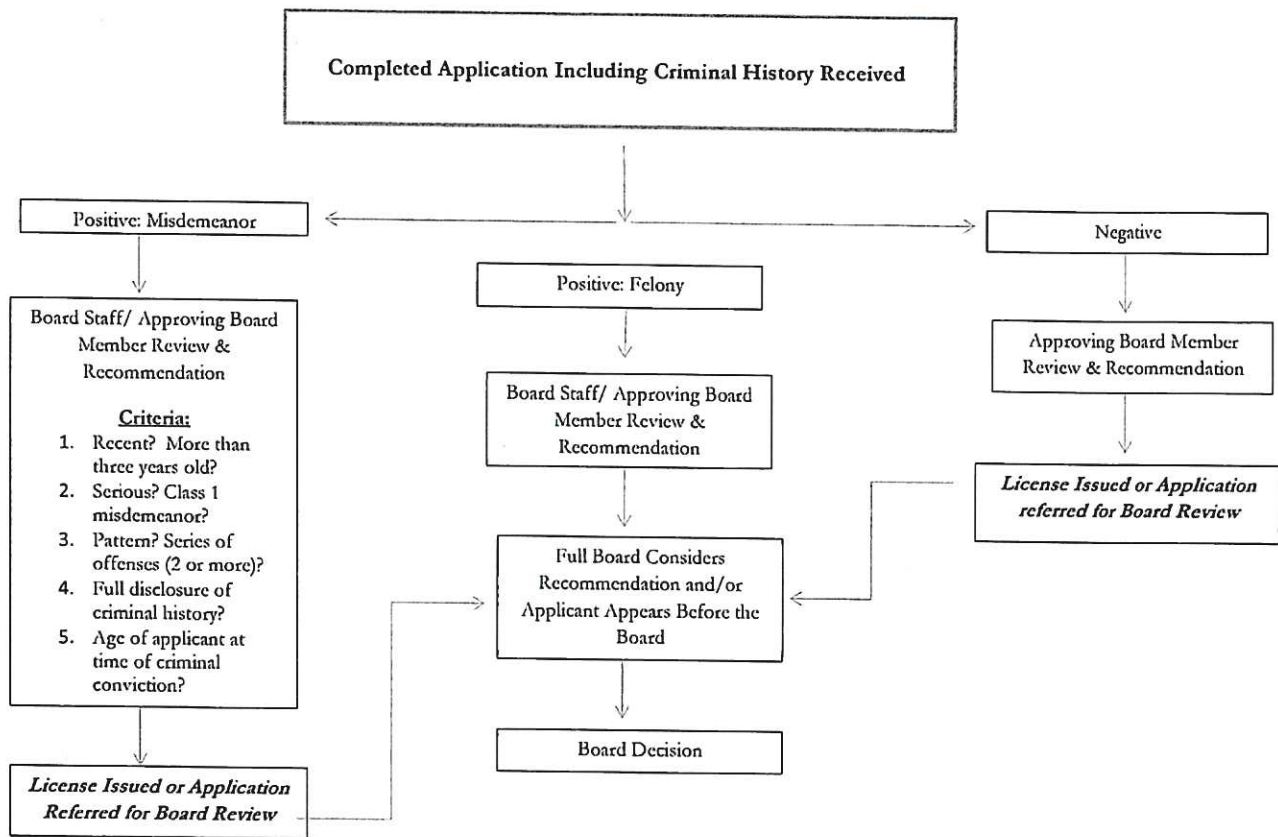 Completed Application Including Criminal History Received
Positive: Misdemeanor
Board Staff/ Approving Board
Member Review &
Recommendation
Criteria:
1. Recent? More than
three years old?
2. Serious? Class 1
misdemeanor?
3. Pattern? Series of
offenses (2 or more)?
4. Full disclosure of
criminal history?
5. Age of applicant at
time of criminal
conviction?
License Issued or Application
Referred for Board Review
Positive: Felony
Board Staff/ Approving Board
Member Review &
Recommendation
Full Board Considers
Recommendation and/or
Applicant Appears Before the
Board
Board Decision
Negative
Approving Board Member
Review & Recommendation
License Issued or Application
referred for Board Review